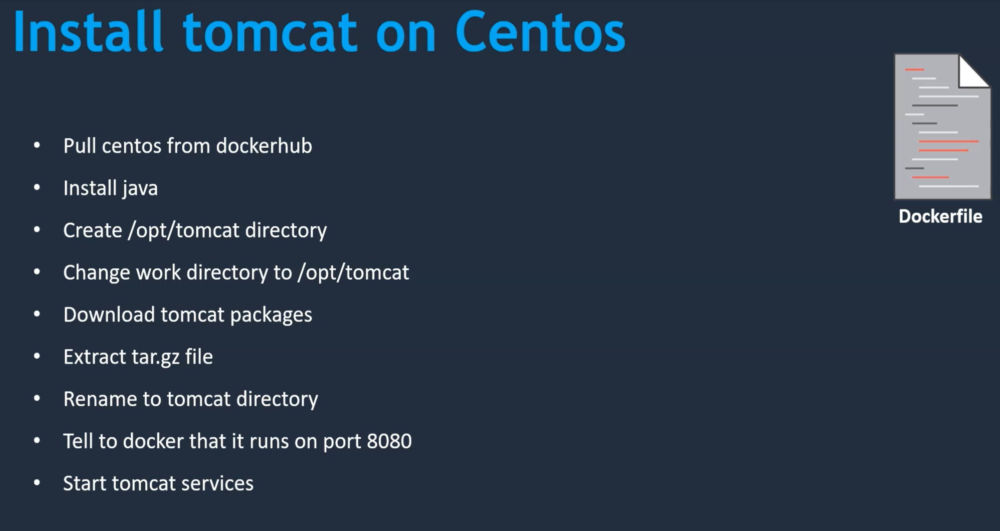 Install tomcat on Centos
• Pull centos from dockerhub
• Install java
• Create /opt/tomcat directory
• Change work directory to /opt/tomcat
• Download tomcat packages
• Extract tar.gz file
• Rename to tomcat directory
• Tell to docker that it runs on port 8080
• Start tomcat services
Dockerfile